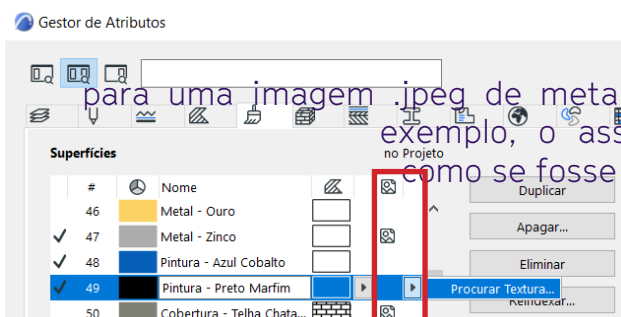 Gestor de Atributos
para uma imagem .jpeg de meta
exemplo, o ass
como se fosse
Superfícies
no Projeto
# Nome
Duplicar
46 Metal - Ouro
47 Metal - Zinco
Apagar...
48 Pintura - Azul Cobalto
Eliminar
49 Pintura - Preto Marfim
Procurar Textura...
Reindexar...
50 Cobertura - Telha Chata...